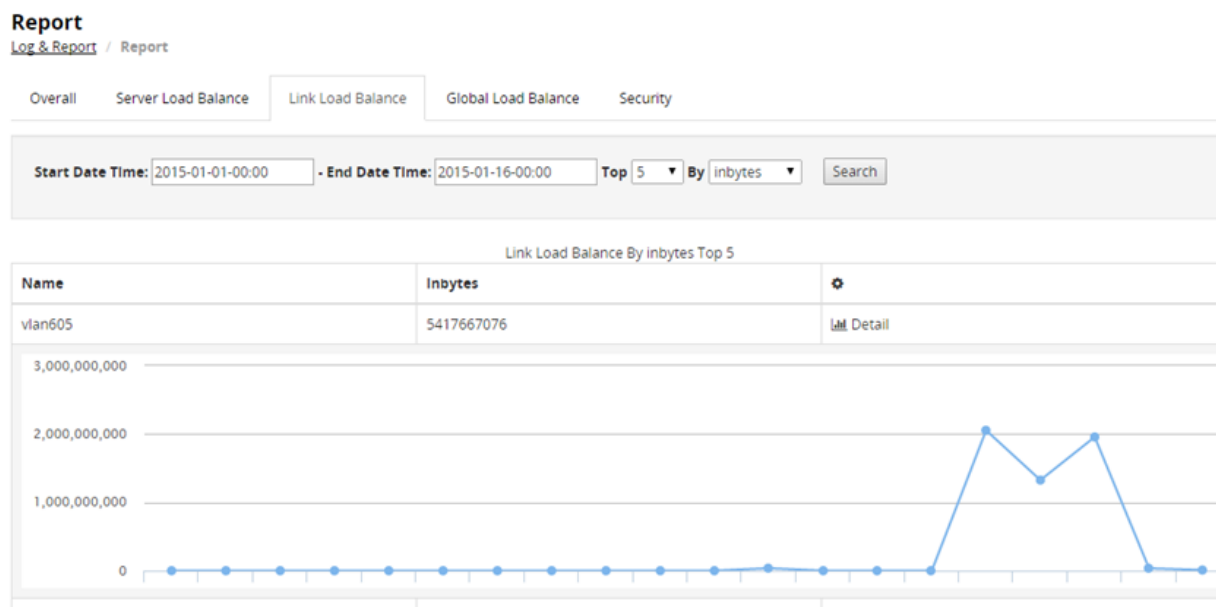 Report
Log & Report / Report
Overall Server Load Balance Link Load Balance Global Load Balance Security
Start Date Time: 2015-01-01-00:00 - End Date Time: 2015-01-16-00:00 Top 5 By inbytes Search
Link Load Balance By inbytes Top 5
Name Inbytes
vlan605 5417667076 Detail
3,000,000,000
2,000,000,000
1,000,000,000
0